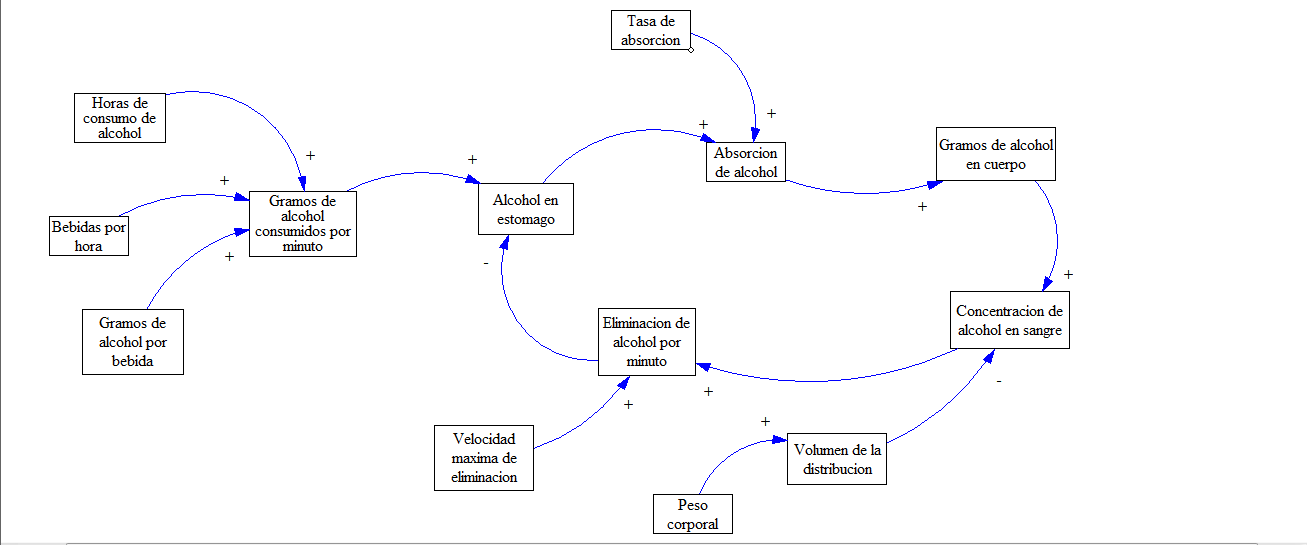 Tasa de
absorcion
+
Horas de
consumo de
alcohol
+
Bebidas por
hora
+
Gramos de
alcohol por
bebida
+
Gramos de
alcohol
consumidos por
minuto
+
Alcohol en
estomago
+
Absorcion
de alcohol
+
Gramos de alcohol
en cuerpo
+
Concentracion de
alcohol en sangre
+
Eliminacion de
alcohol por
minuto
-
Velocidad
maxima de
eliminacion
+
Peso
corporal
+
Volumen de la
distribucion
-